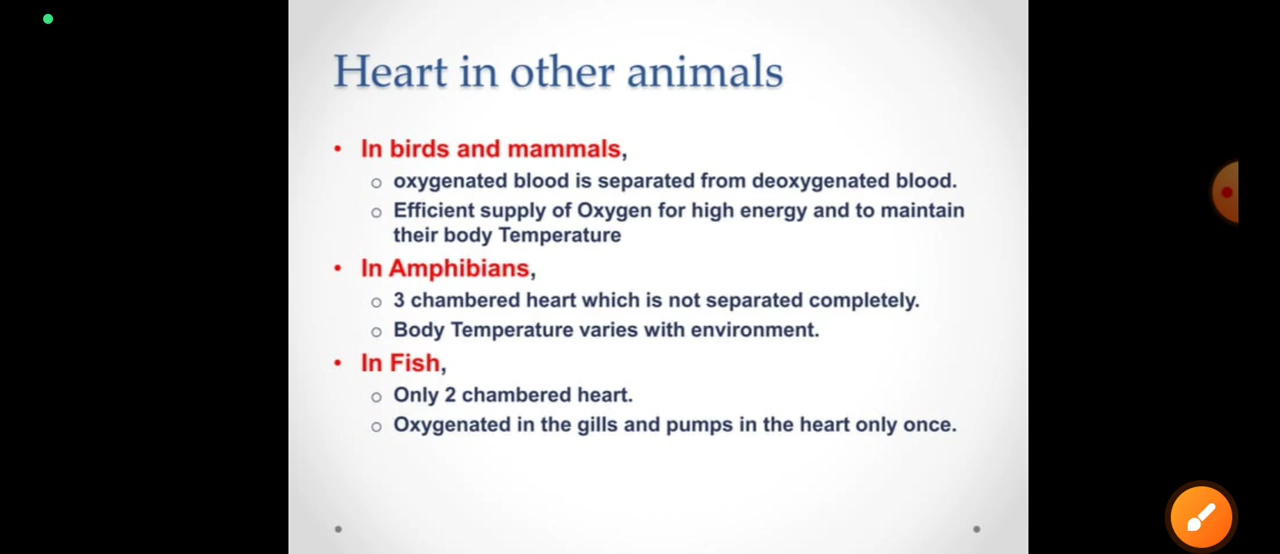 Heart in other animals
• In birds and mammals,
o oxygenated blood is separated from deoxygenated blood.
o Efficient supply of Oxygen for high energy and to maintain
their body Temperature
• In Amphibians,
o 3 chambered heart which is not separated completely.
o Body Temperature varies with environment.
• In Fish,
o Only 2 chambered heart.
o Oxygenated in the gills and pumps in the heart only once.